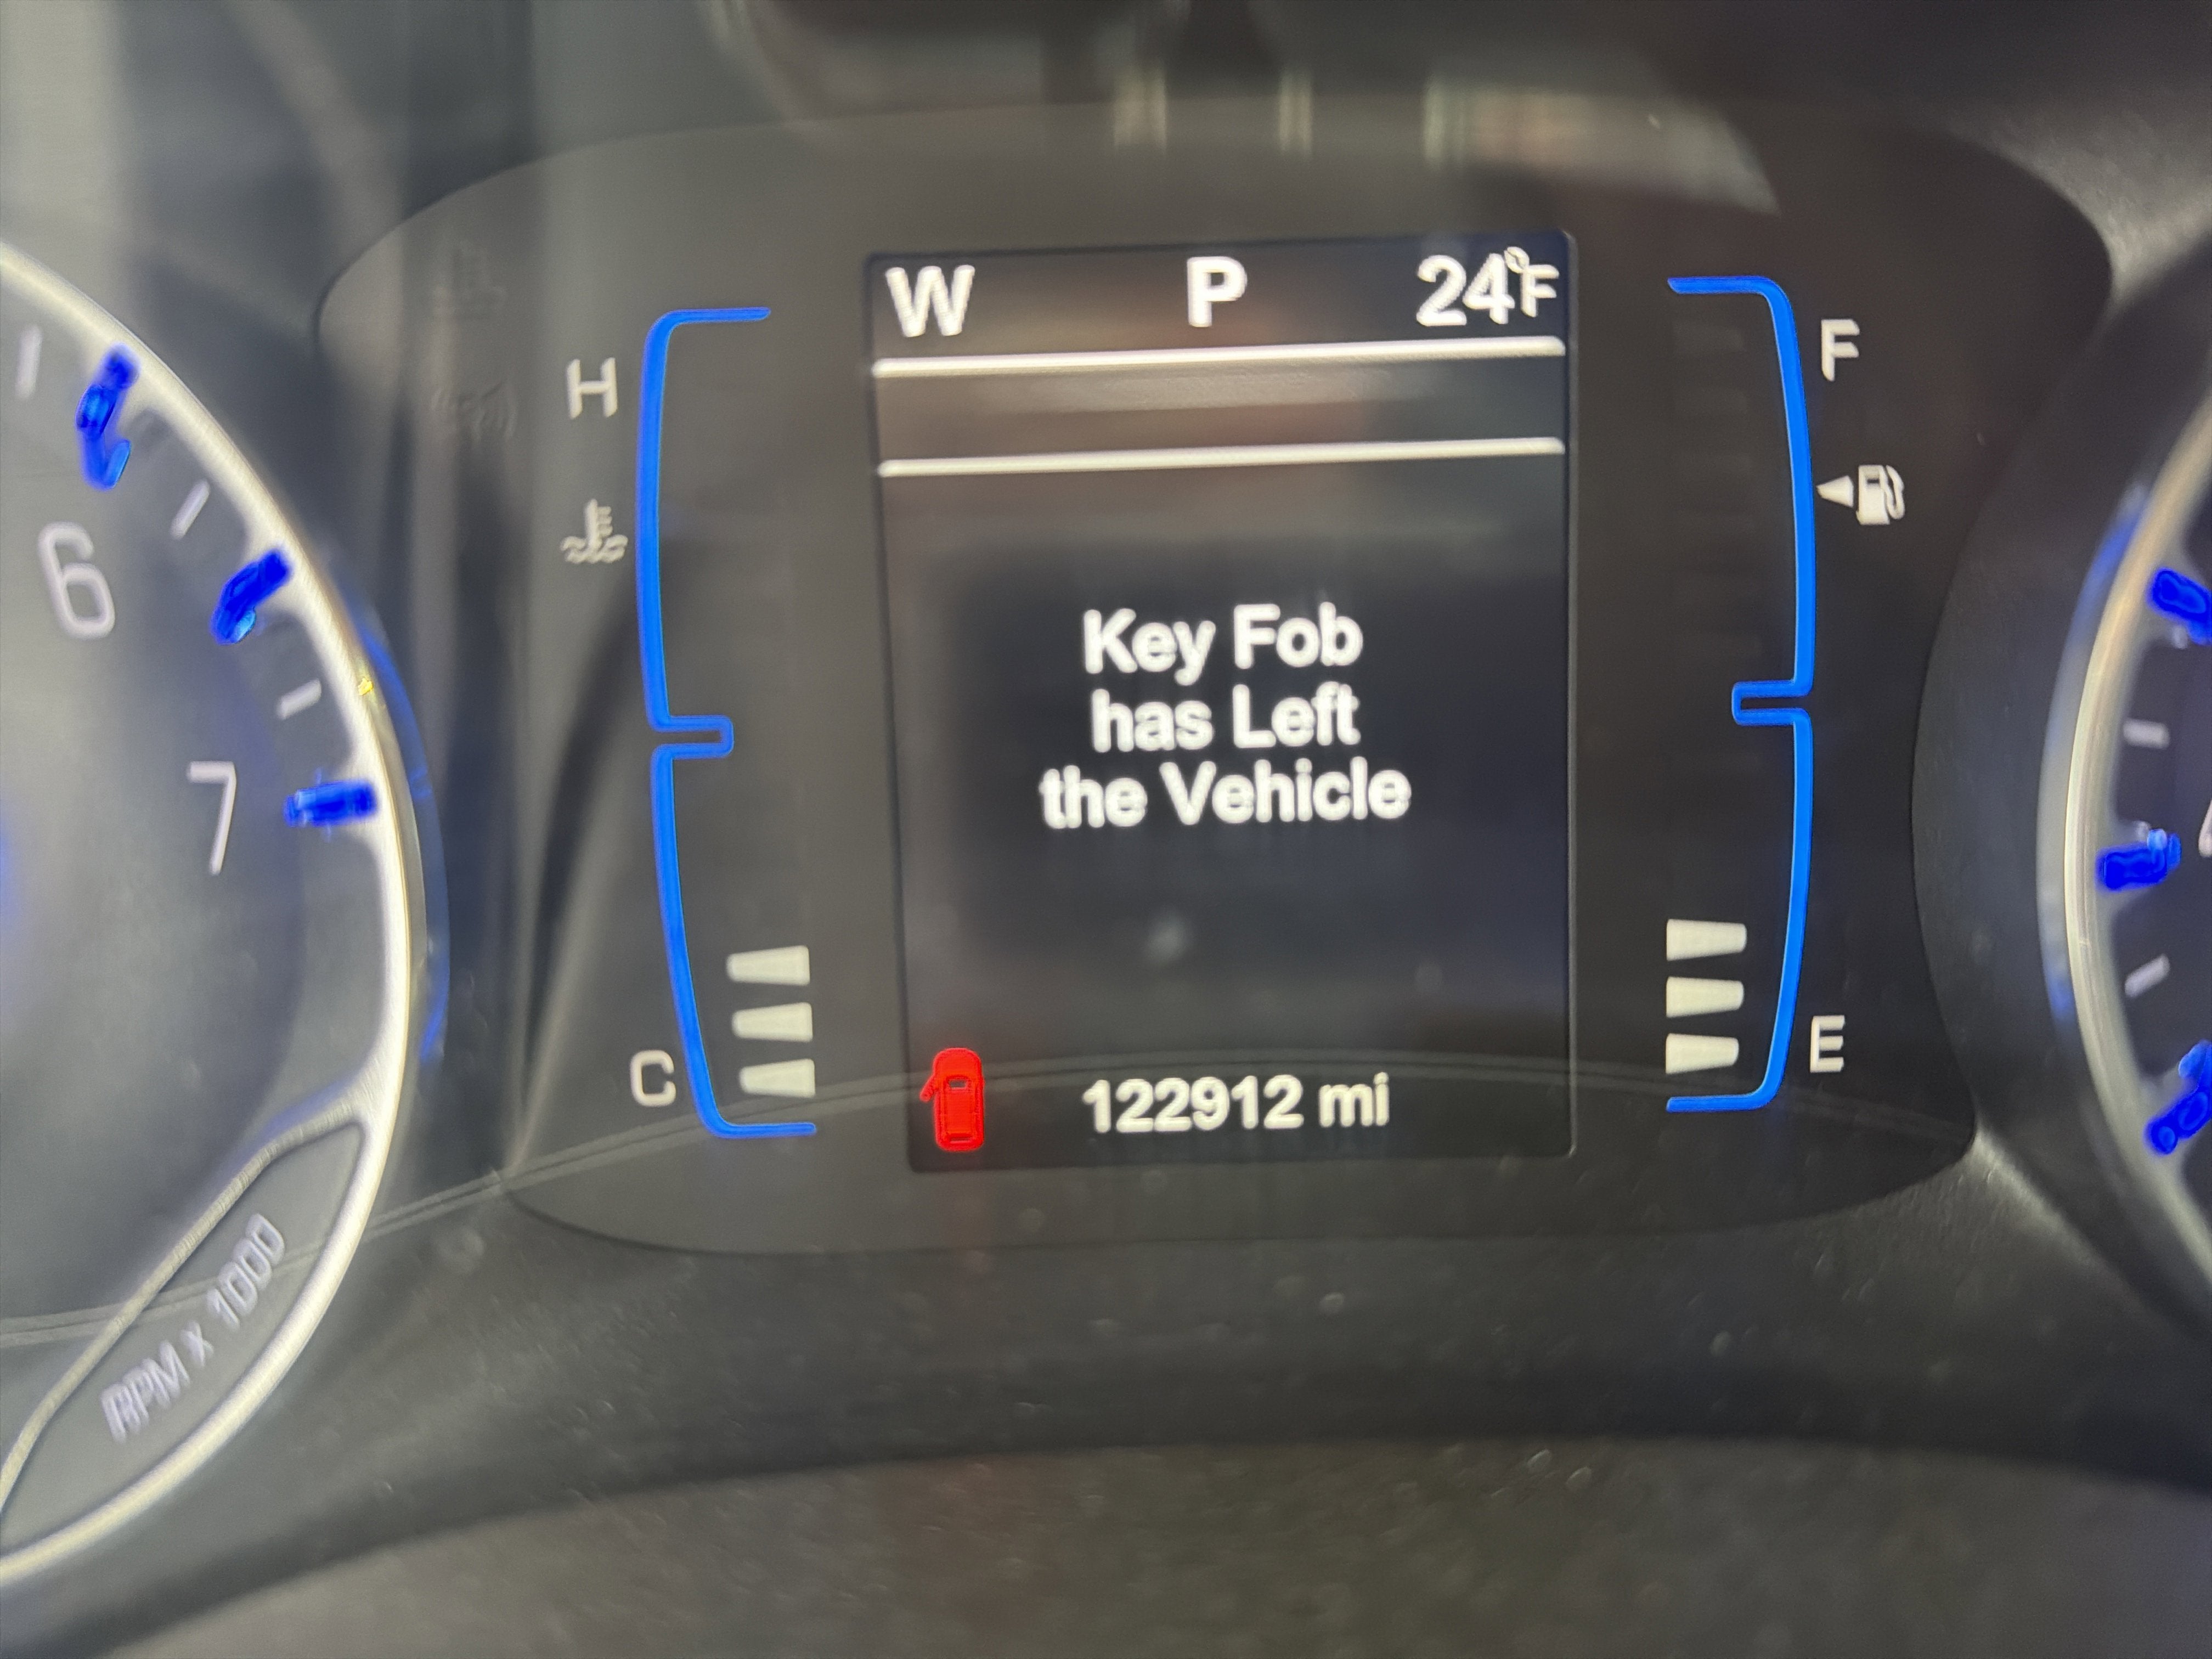 W P 24°F
H
F
6
Key Fob
has Left
the Vehicle
7
C
E
122912 mi
RPM x 1000